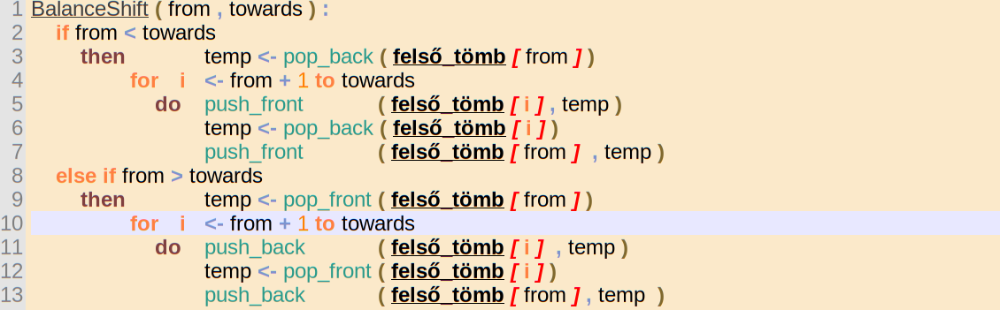 1 BalanceShift ( from , towards ) :
2 if from < towards
3 then temp <- pop_back ( felső_tömb [ from ] )
4 for i <- from + 1 to towards
5 do push_front ( felső_tömb [ i ] , temp )
6 temp <- pop_back ( felső_tömb [ i ] )
7 push_front ( felső_tömb [ from ] , temp )
8 else if from > towards
9 then temp <- pop_front ( felső_tömb [ from ] )
10 for i <- from + 1 to towards
11 do push_back ( felső_tömb [ i ] , temp )
12 temp <- pop_front ( felső_tömb [ i ] )
13 push_back ( felső_tömb [ from ] , temp )